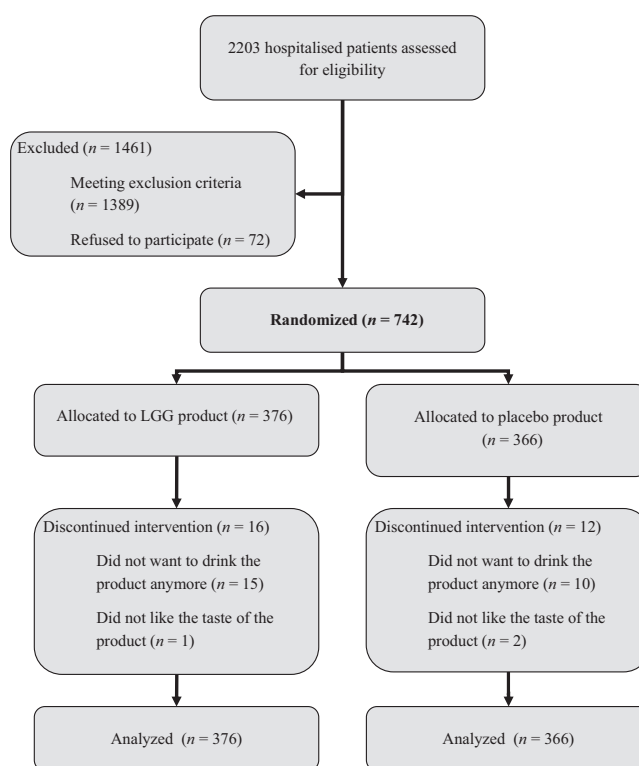 2203 hospitalised patients assessed
for eligibility
Excluded (n = 1461)
Meeting exclusion criteria
(n = 1389)
Refused to participate (n = 72)
Randomized (n = 742)
Allocated to LGG product (n = 376)
Allocated to placebo product
(n = 366)
Discontinued intervention (n = 16)
Did not want to drink the
product anymore (n = 15)
Did not like the taste of the
product (n = 1)
Discontinued intervention (n = 12)
Did not want to drink the
product anymore (n = 10)
Did not like the taste of the
product (n = 2)
Analyzed (n = 376)
Analyzed (n = 366)